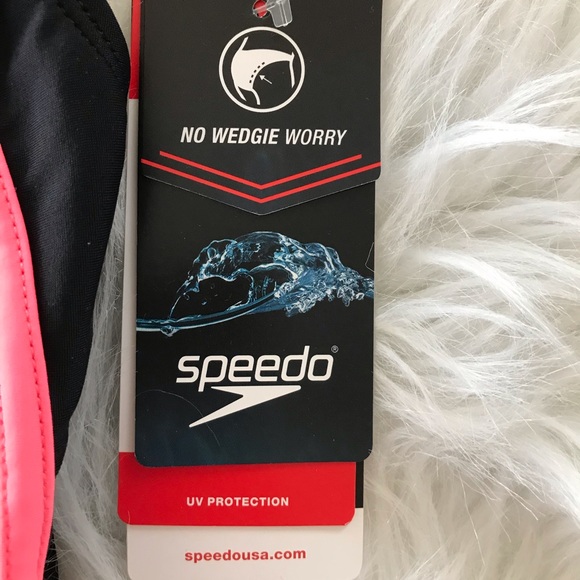 NO WEDGIE WORRY
speedo®
UV PROTECTION
speedousa.com